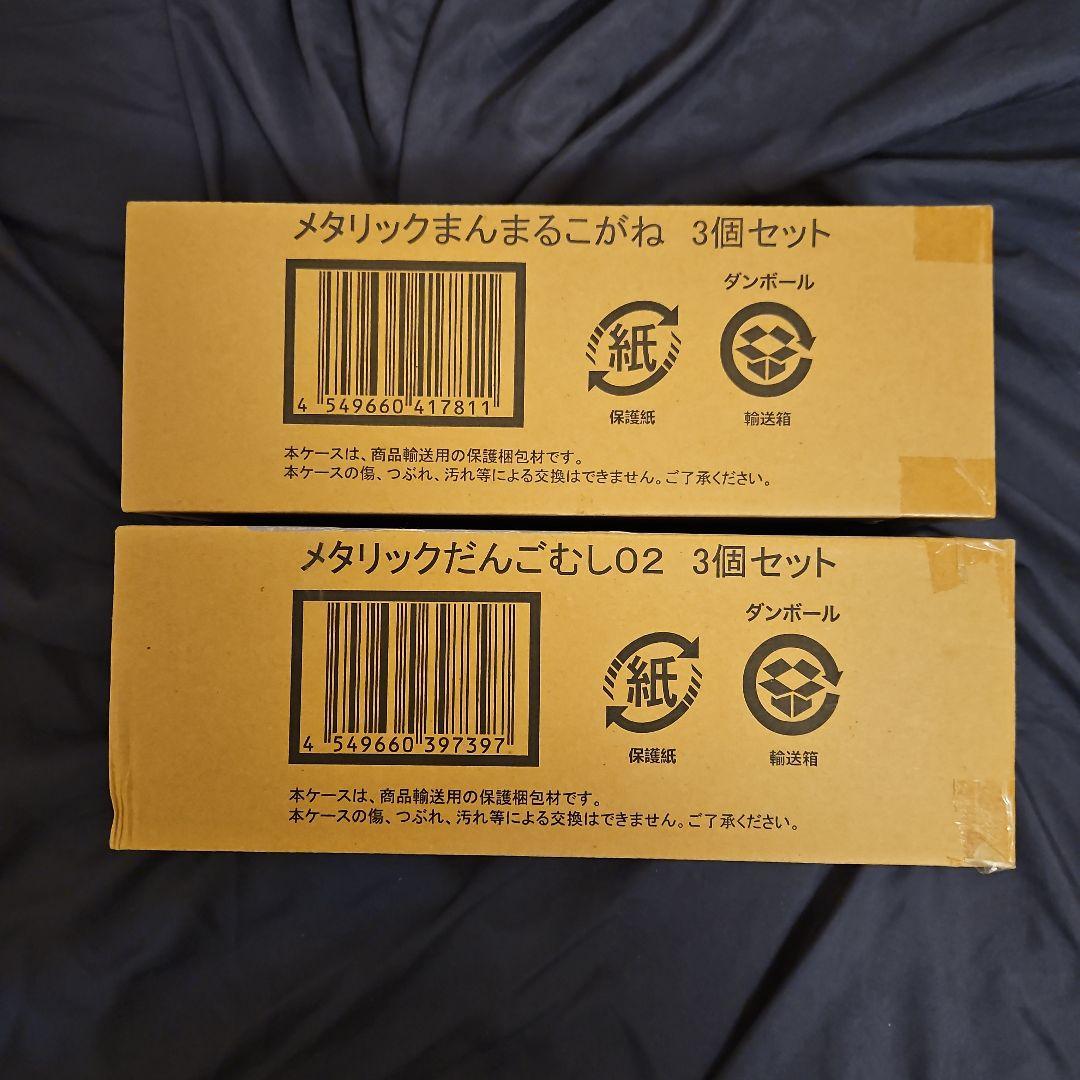 メタリックまんまるこがね 3個セット
ダンボール
紙
4 549660 417811
保護紙
輸送箱
本ケースは、商品輸送用の保護梱包材です。
本ケースの傷、つぶれ、汚れ等による交換はできません。ご了承ください。
メタリックだんごむし02 3個セット
ダンボール
紙
4 549660 397397
保護紙
輸送箱
本ケースは、商品輸送用の保護梱包材です。
本ケースの傷、つぶれ、汚れ等による交換はできません。ご了承ください。